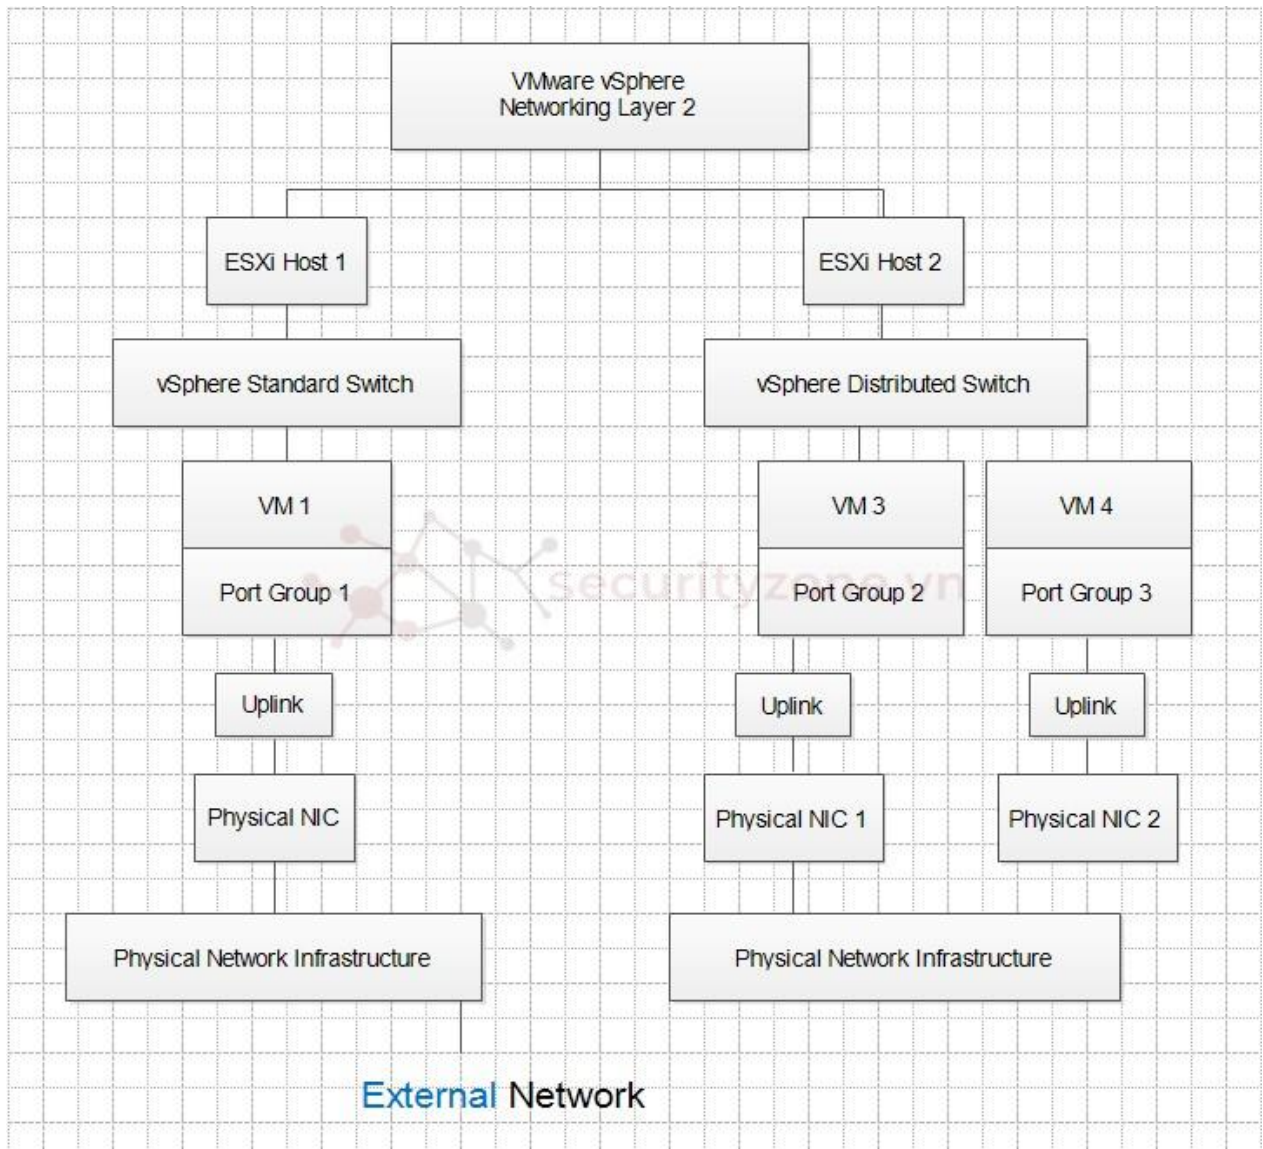 VMware vSphere
Networking Layer 2
ESXi Host 1
ESXi Host 2
vSphere Standard Switch
vSphere Distributed Switch
VM 1
VM 3
VM 4
securityzone.vn
Port Group 1
Port Group 2
Port Group 3
Uplink
Uplink
Uplink
Physical NIC
Physical NIC 1
Physical NIC 2
Physical Network Infrastructure
Physical Network Infrastructure
External Network